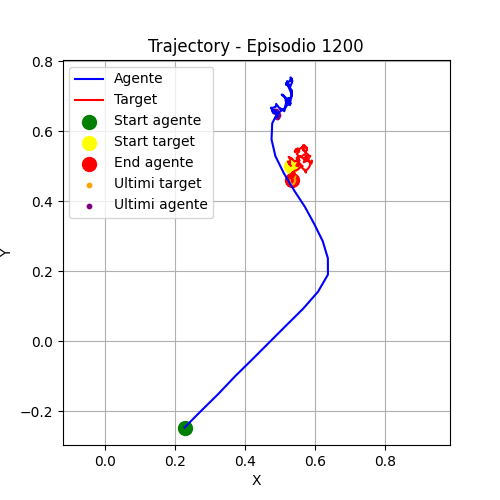 Trajectory - Episodio 1200
Agente
Target
Start agente
Start target
End agente
Ultimi target
Ultimi agente
0.8
0.6
0.4
0.2
0.0
−0.2
Y
0.0 0.2 0.4 0.6 0.8
X